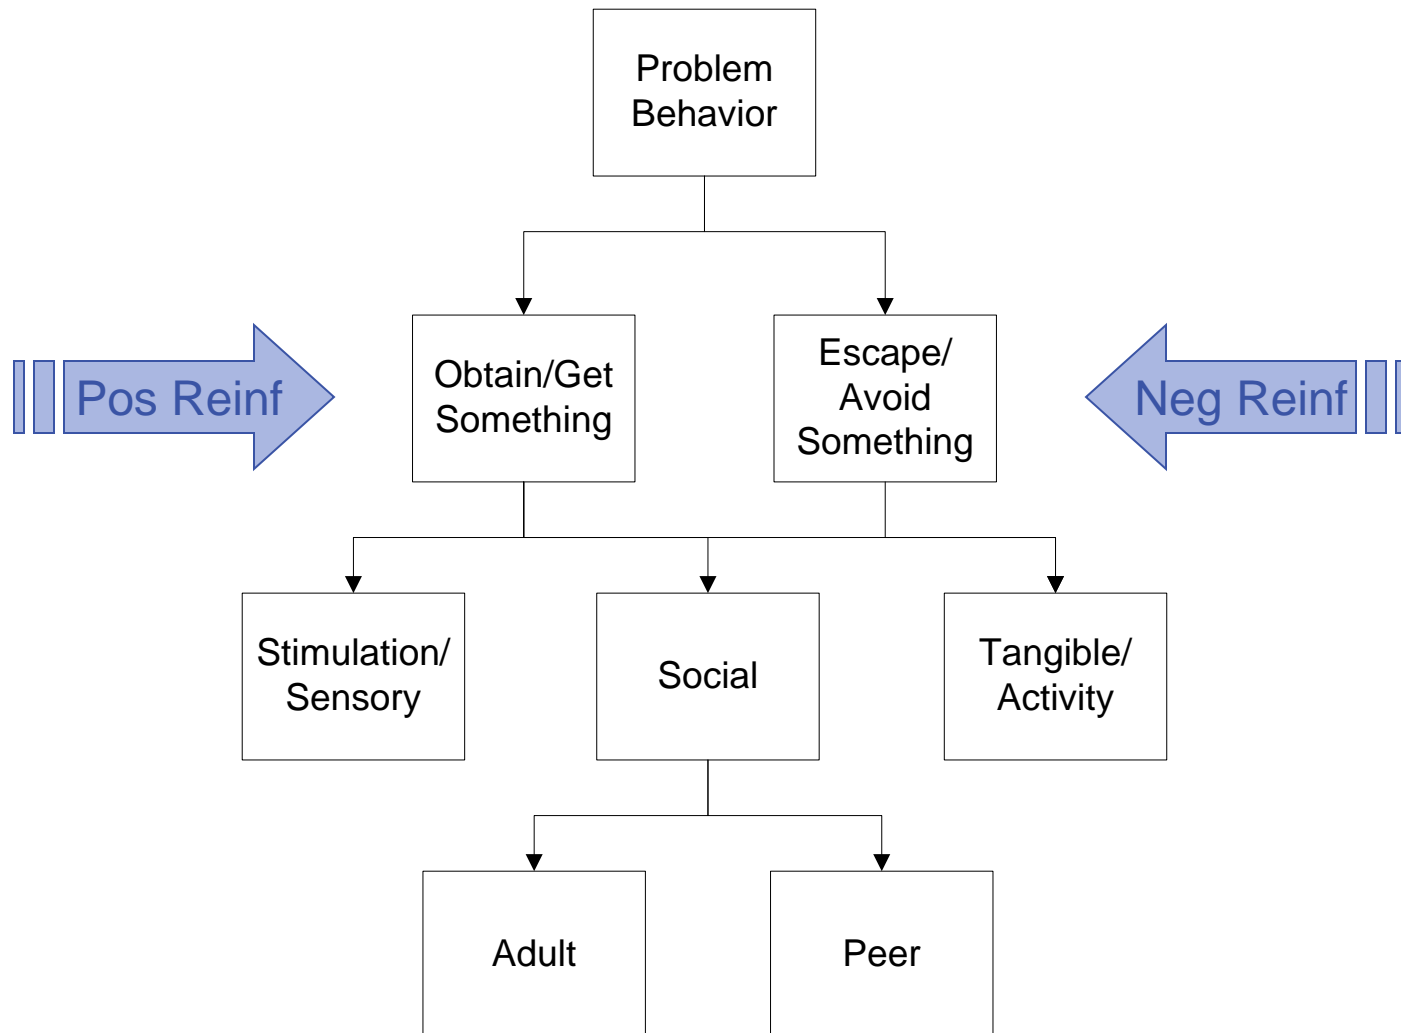 Problem
Behavior
Pos Reinf
Obtain/Get
Something
Escape/
Avoid
Something
Neg Reinf
Stimulation/
Sensory
Social
Tangible/
Activity
Adult
Peer